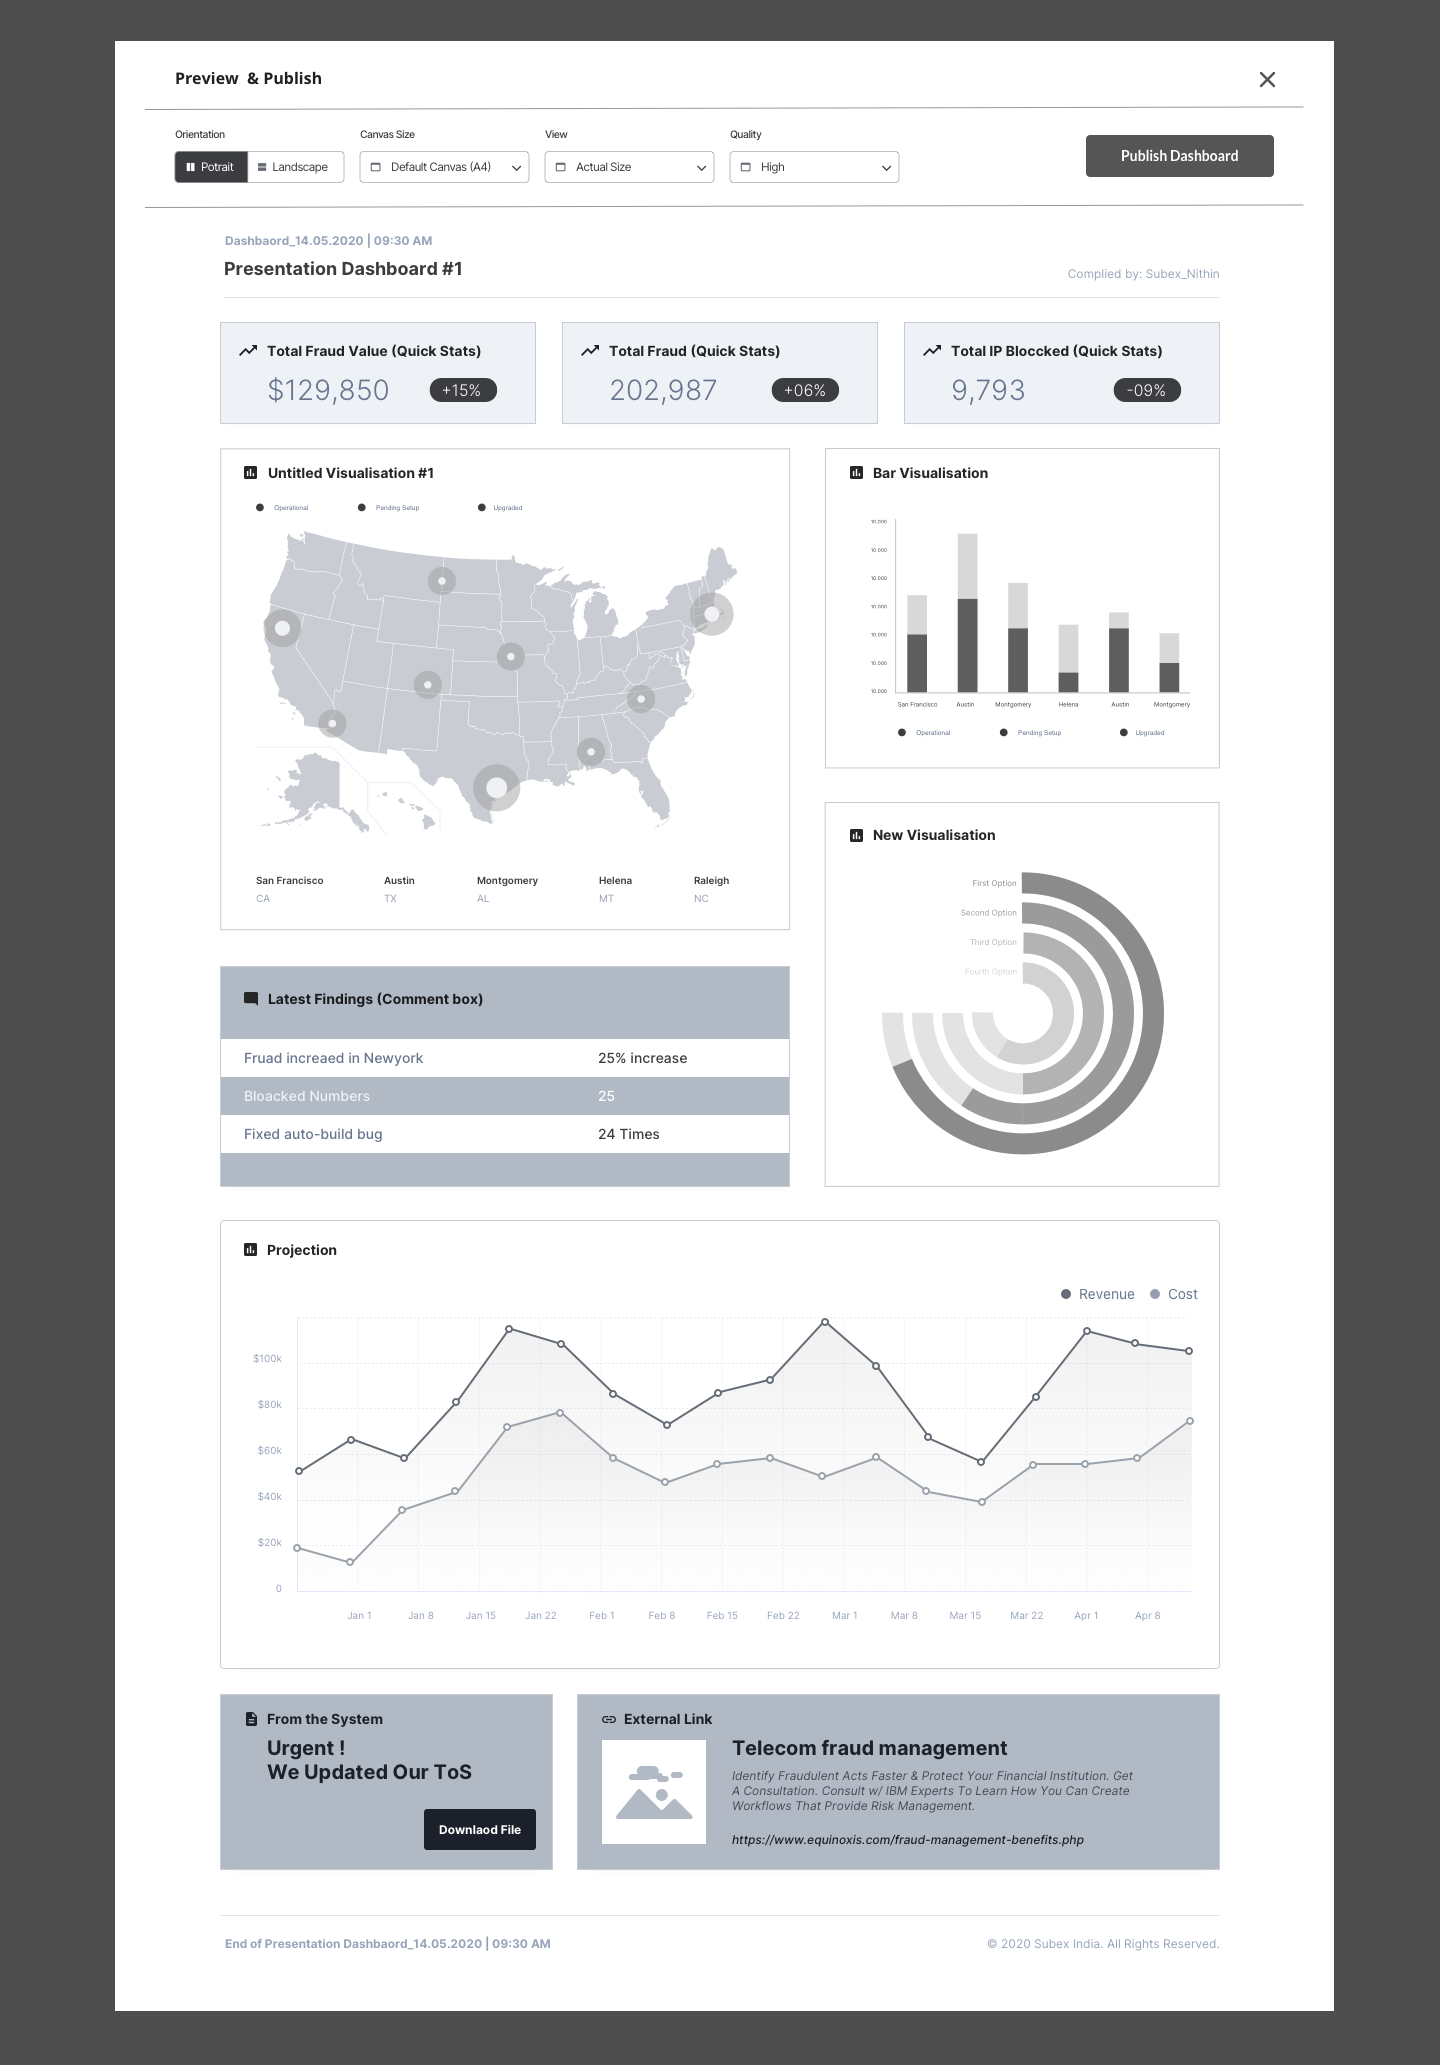 Preview & Publish
Orientation
Canvas Size
View
Quality
Potrait
Landscape
Default Canvas (A4)
Actual Size
High
Publish Dashboard
Dashbaord_14.05.2020 | 09:30 AM
Presentation Dashboard #1
Complied by: Subex_Nithin
Total Fraud Value (Quick Stats)
$129,850
+15%
Total Fraud (Quick Stats)
202,987
+06%
Total IP Bloccked (Quick Stats)
9,793
-09%
Untitled Visualisation #1
Operational
Pending Setup
Upgraded
San Francisco
CA
Austin
TX
Montgomery
AL
Helena
MT
Raleigh
NC
Bar Visualisation
10.000
10.000
10.000
10.000
10.000
10.000
10.000
San Francisco
Austin
Montgomery
Helena
Austin
Montgomery
Operational
Pending Setup
Upgraded
New Visualisation
First Option
Second Option
Third Option
Fourth Option
Latest Findings (Comment box)
Fruad increaed in Newyork
25% increase
Bloacked Numbers
25
Fixed auto-build bug
24 Times
Projection
Revenue
Cost
$100k
$80k
$60k
$40k
$20k
0
Jan 1
Jan 8
Jan 15
Jan 22
Feb 1
Feb 8
Feb 15
Feb 22
Mar 1
Mar 8
Mar 15
Mar 22
Apr 1
Apr 8
From the System
Urgent !
We Updated Our ToS
Downlaod File
External Link
Telecom fraud management
Identify Fraudulent Acts Faster & Protect Your Financial Institution. Get
A Consultation. Consult w/ IBM Experts To Learn How You Can Create
Workflows That Provide Risk Management.
https://www.equinoxis.com/fraud-management-benefits.php
End of Presentation Dashbaord_14.05.2020 | 09:30 AM
© 2020 Subex India. All Rights Reserved.